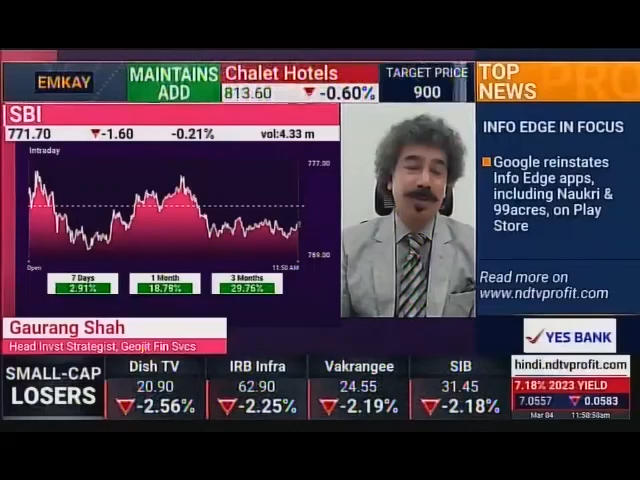 EMKAY
MAINTAINS
ADD
Chalet Hotels
813.60 ▼-0.60%
TARGET PRICE
900
TOP
NEWS
SBI
771.70 ▼-1.60 -0.21% vol:4.33 m
Intraday
777.00
769.00
Open
11:50 AM
7 Days
2.91%
1 Month
18.79%
3 Months
29.76%
INFO EDGE IN FOCUS
Google reinstates
Info Edge apps,
including Naukri &
99acres, on Play
Store
Read more on
www.ndtvprofit.com
Gaurang Shah
Head Invst Strategist, Geojit Fin Svcs
YES BANK
SMALL-CAP
LOSERS
Dish TV
20.90
▼-2.56%
IRB Infra
62.90
▼-2.25%
Vakrangee
24.55
▼-2.19%
SIB
31.45
▼-2.18%
hindi.ndtvprofit.com
7.18% 2023 YIELD
7.0557 ▼ 0.0583
Mar 04